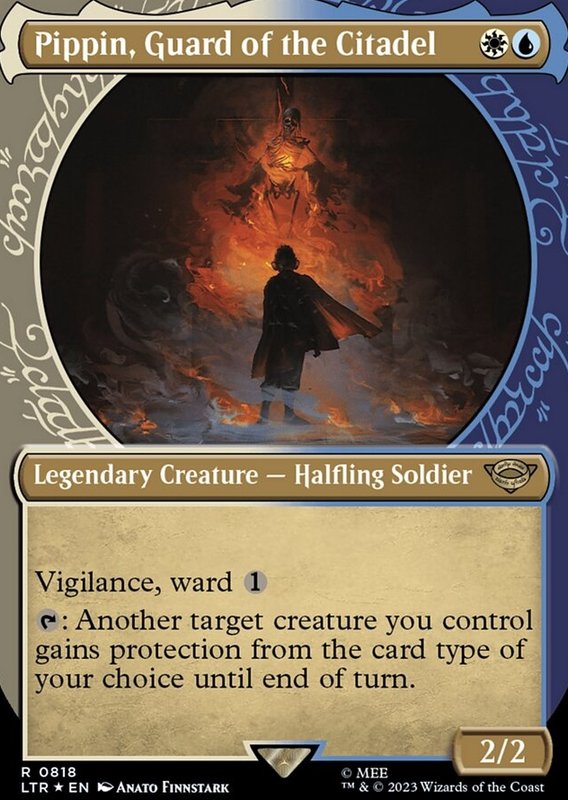 Pippin, Guard of the Citadel
Legendary Creature — Halfling Soldier
Vigilance, ward 1
: Another target creature you control
gains protection from the card type of
your choice until end of turn.
2/2
R 0818
LTR ★ EN Anato Finnstark
© MEE
™ & © 2023 Wizards of the Coast